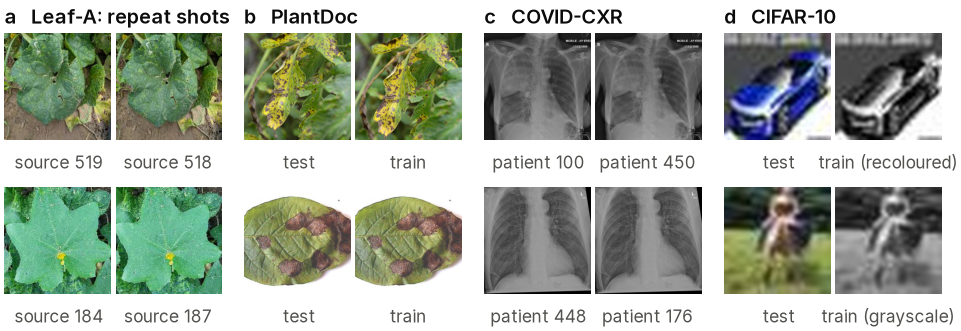 a Leaf-A: repeat shots
b PlantDoc
c COVID-CXR
d CIFAR-10
source 519
source 518
test
train
patient 100
patient 450
test
train (recoloured)
source 184
source 187
test
train
patient 448
patient 176
test
train (grayscale)